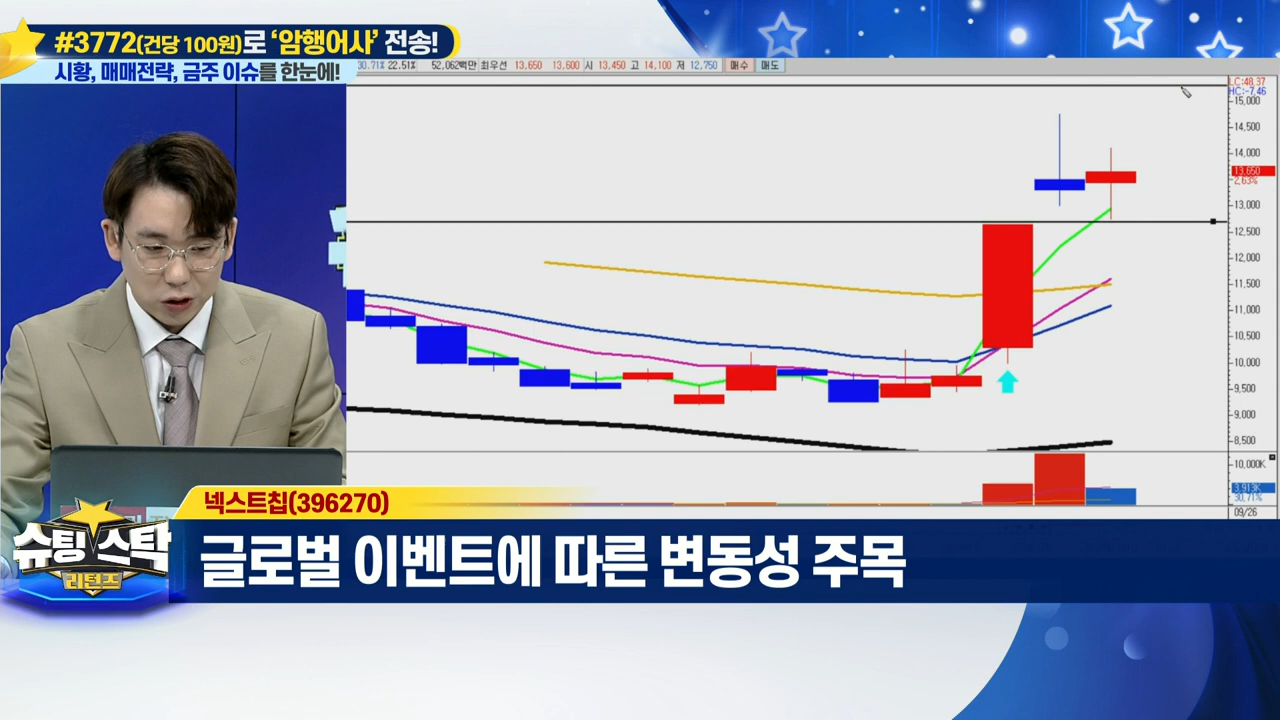 #3772(건당 100원)로 ‘암행어사’ 전송!
시황, 매매전략, 금주 이슈를 한눈에!
30.71% 22.51% 52,062백만 최우선 13,650 13,600 시 13,450 고 14,100 저 12,750 매수 매도
LC:48.37
HC:-7.46
15,000
14,500
14,000
13,650
2.63%
13,000
12,500
12,000
11,500
11,000
10,500
10,000
9,500
9,000
8,500
10,000K
3,913K
30.71%
09/26
넥스트칩(396270)
슈팅스탁
리턴즈
글로벌 이벤트에 따른 변동성 주목